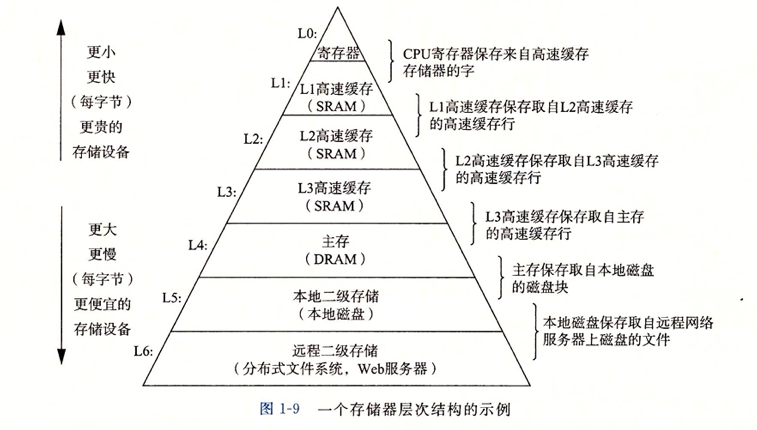 更小
更快
（每字节）
更贵的
存储设备
更大
更慢
（每字节）
更便宜的
存储设备
L0:
寄存器
L1:
L1高速缓存
（SRAM）
L2:
L2高速缓存
（SRAM）
L3:
L3高速缓存
（SRAM）
L4:
主存
（DRAM）
L5:
本地二级存储
（本地磁盘）
L6:
远程二级存储
（分布式文件系统，Web服务器）
CPU寄存器保存来自高速缓存
存储器的字
L1高速缓存保存取自L2高速缓存
的高速缓存行
L2高速缓存保存取自L3高速缓存
的高速缓存行
L3高速缓存保存取自主存
的高速缓存行
主存保存取自本地磁盘
的磁盘块
本地磁盘保存取自远程网络
服务器上磁盘的文件
图 1-9 一个存储器层次结构的示例